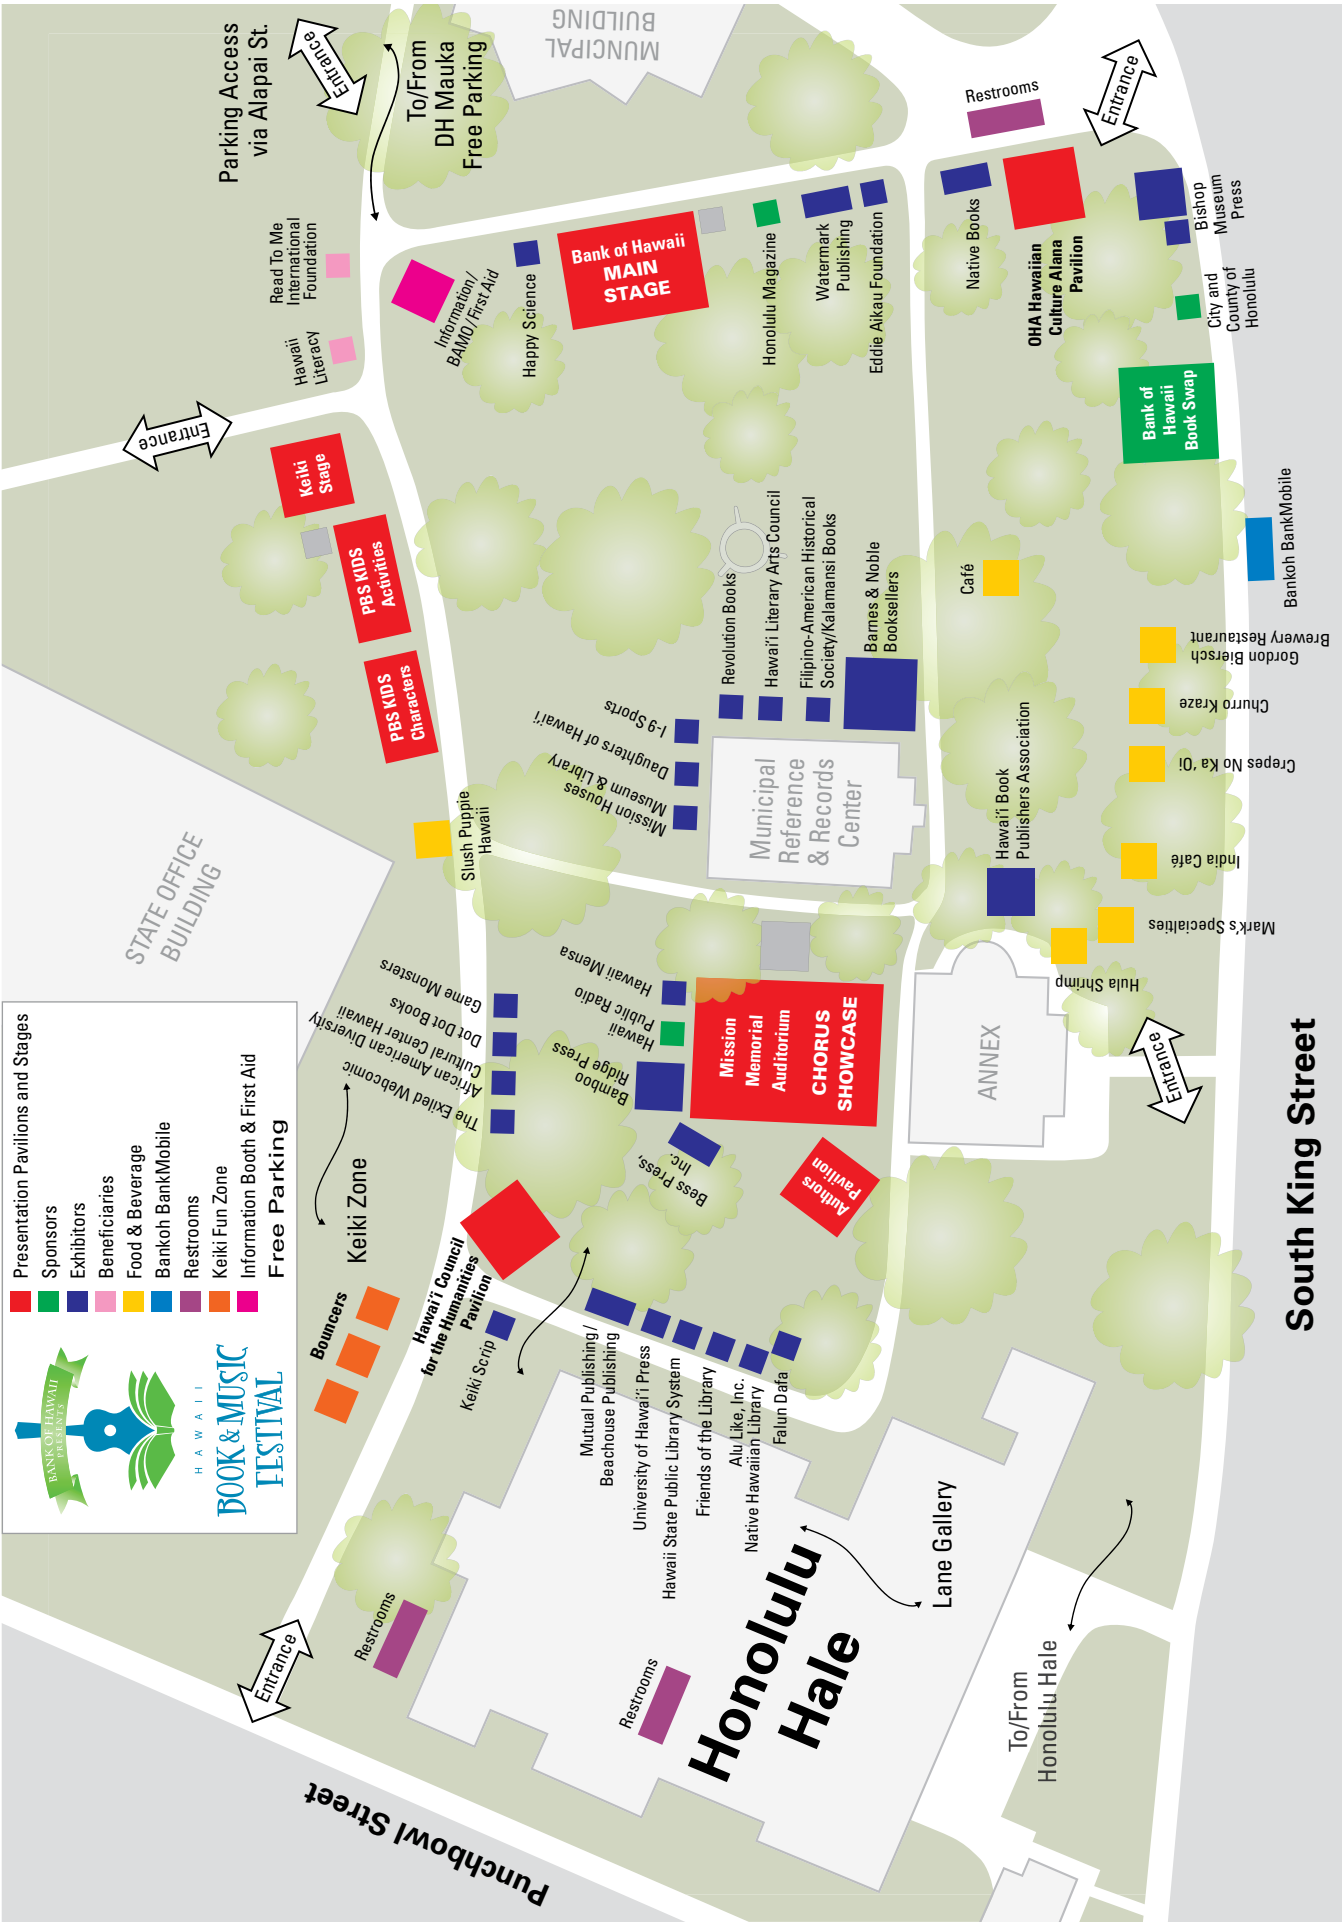 BANK OF HAWAII
PRESENTS
HAWAII
BOOK & MUSIC
FESTIVAL
Presentation Pavilions and Stages
Sponsors
Exhibitors
Beneficiaries
Food & Beverage
Bankoh BankMobile
Restrooms
Keiki Fun Zone
Information Booth & First Aid
Free Parking
STATE OFFICE
BUILDING
Entrance
Parking Access
via Alapai St.
Entrance
To/From
DH Mauka
Free Parking
MUNCIPAL
BUILDING
Read To Me
International
Foundation
Hawaii
Literacy
Information/
BAMO/First Aid
Happy Science
Bank of Hawaii
MAIN
STAGE
Honolulu Magazine
Watermark
Publishing
Eddie Aikau Foundation
Native Books
Restrooms
Entrance
OHA Hawaiian
Culture Alana
Pavilion
Bishop
Museum
Press
City and
County of
Honolulu
Bank of
Hawaii
Book Swap
Bankoh BankMobile
Keiki
Stage
PBS KIDS
Activities
PBS KIDS
Characters
Slush Puppie
Hawaii
Revolution Books
Hawai'i Literary Arts Council
Filipino-American Historical
Society/Kalamansi Books
Barnes & Noble
Booksellers
I-9 Sports
Daughters of Hawai'i
Mission Houses
Museum & Library
Municipal
Reference
& Records
Center
Café
Gordon Biersch
Brewery Restaurant
Churro Kraze
Crepes No Ka 'Oi
India Café
Mark's Specialties
Hula Shrimp
Hawai'i Book
Publishers Association
Entrance
ANNEX
Game Monsters
Dot Dot Books
African American Diversity
Cultural Center Hawaii
The Exiled Webcomic
Hawaii Mensa
Hawaii
Public Radio
Bamboo
Ridge Press
Bess Press,
Inc.
Mission
Memorial
Auditorium
CHORUS
SHOWCASE
Authors
Pavilion
Keiki Zone
Bouncers
Hawai'i Council
for the Humanities
Pavilion
Keiki Scrip
Mutual Publishing/
Beachouse Publishing
University of Hawai'i Press
Hawaii State Public Library System
Friends of the Library
Alu Like, Inc.
Native Hawaiian Library
Falun Dafa
Restrooms
Restrooms
Entrance
Honolulu
Hale
Lane Gallery
To/From
Honolulu Hale
Punchbowl Street
South King Street